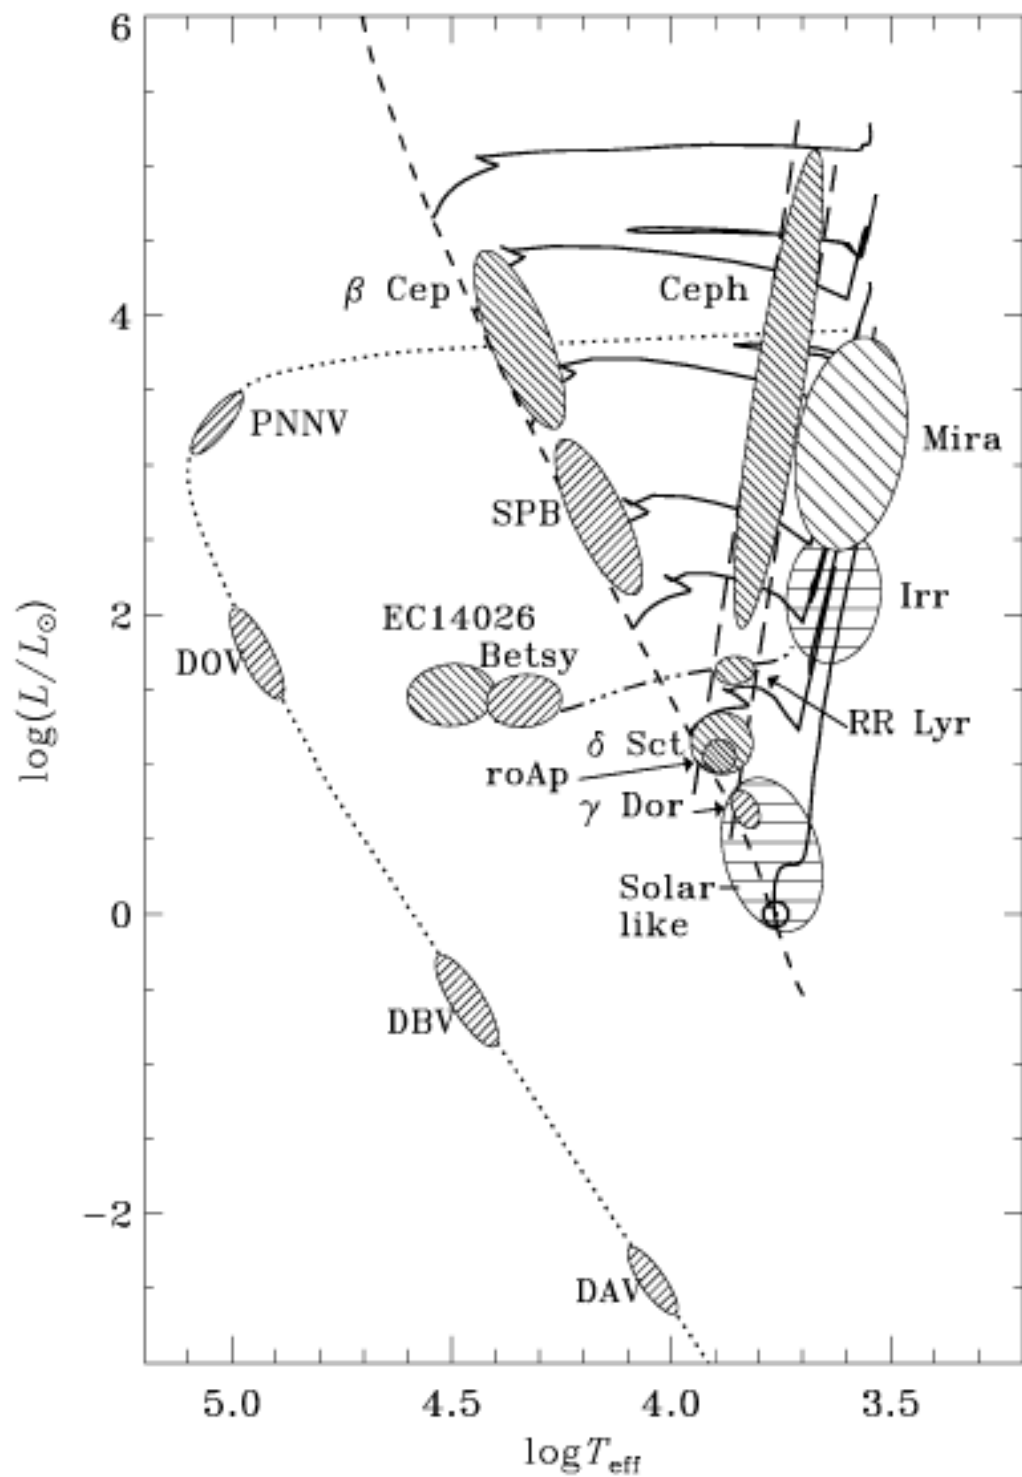 6
β Cep
Ceph
4
PNNV
Mira
SPB
log(L/L☉)
2
EC14026
Irr
DOV
Betsy
RR Lyr
δ Sct
roAp
γ Dor
Solar-
like
0
DBV
−2
DAV
5.0 4.5 4.0 3.5
log Teff